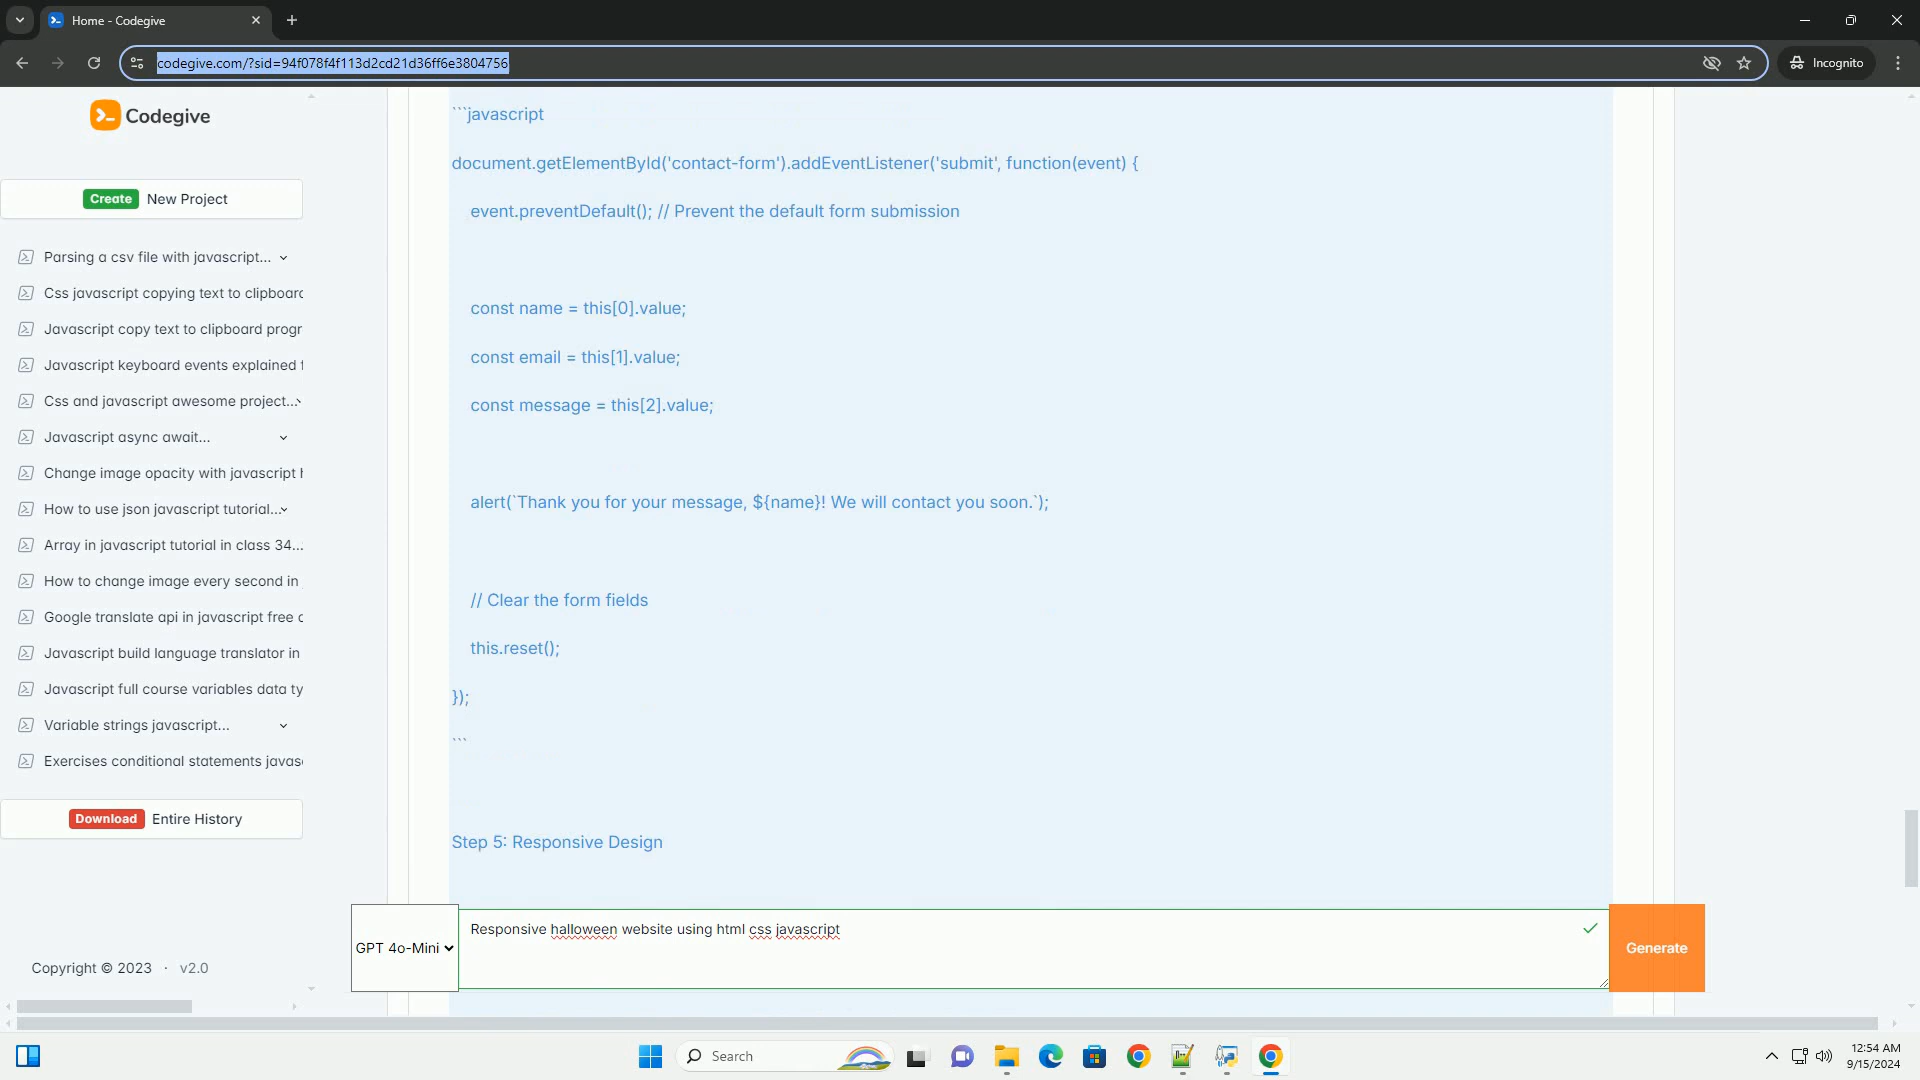 Home - Codegive
codegive.com/?sid=94f078f4f113d2cd21d36ff6e3804756
Incognito
Codegive
Create New Project
Parsing a csv file with javascript...
Css javascript copying text to clipboard
Javascript copy text to clipboard progr
Javascript keyboard events explained f
Css and javascript awesome project...
Javascript async await...
Change image opacity with javascript h
How to use json javascript tutorial...
Array in javascript tutorial in class 34...
How to change image every second in
Google translate api in javascript free c
Javascript build language translator in
Javascript full course variables data ty
Variable strings javascript...
Exercises conditional statements javas
Download Entire History
Copyright © 2023 · v2.0
```javascript
document.getElementById('contact-form').addEventListener('submit', function(event) {
event.preventDefault(); // Prevent the default form submission
const name = this[0].value;
const email = this[1].value;
const message = this[2].value;
alert(`Thank you for your message, ${name}! We will contact you soon.`);
// Clear the form fields
this.reset();
});
```
Step 5: Responsive Design
GPT 4o-Mini
Responsive halloween website using html css javascript
Generate
Search
12:54 AM
9/15/2024